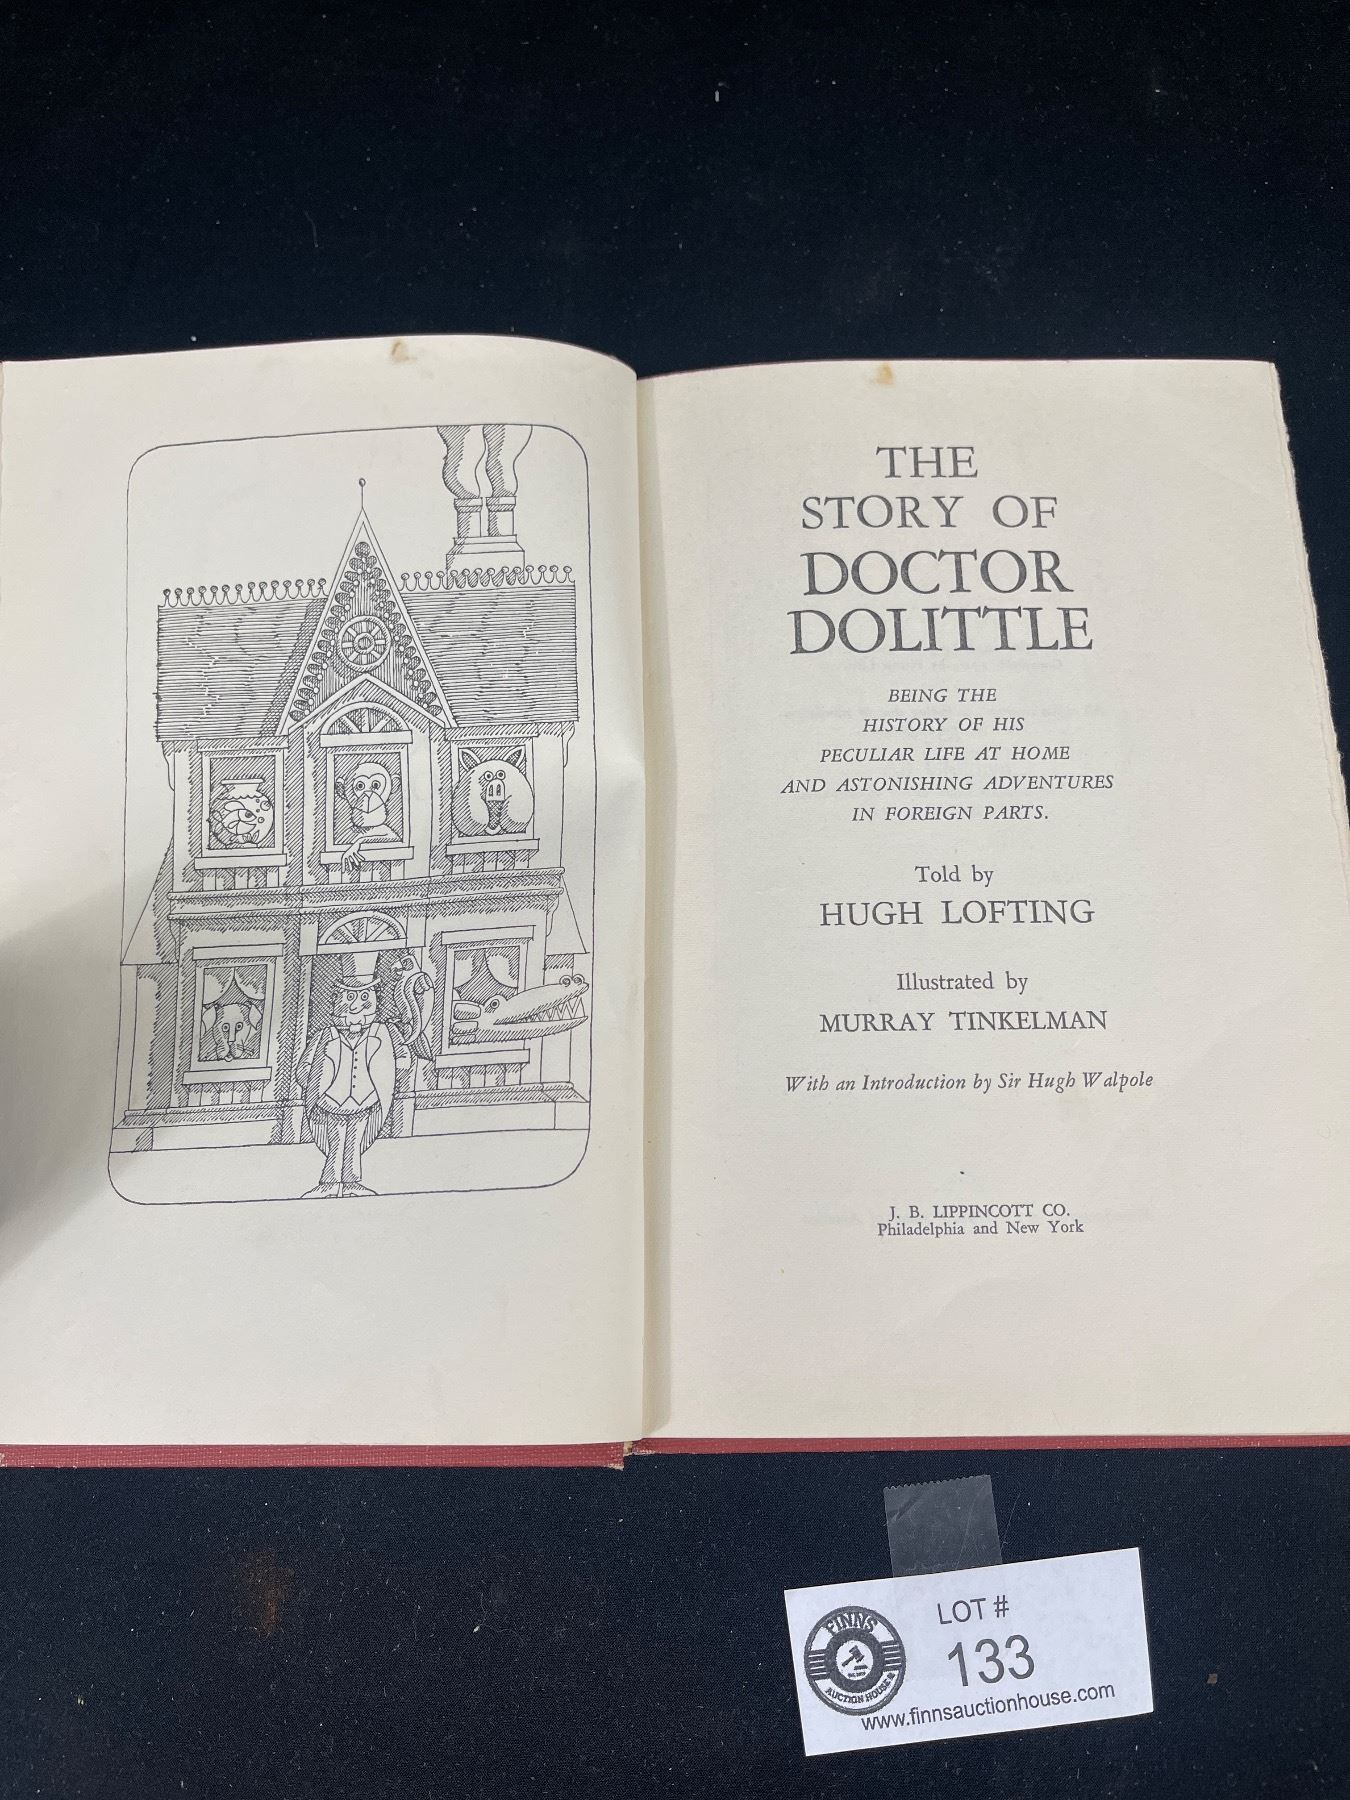 THE
STORY OF
DOCTOR
DOLITTLE
BEING THE
HISTORY OF HIS
PECULIAR LIFE AT HOME
AND ASTONISHING ADVENTURES
IN FOREIGN PARTS.
Told by
HUGH LOFTING
Illustrated by
MURRAY TINKELMAN
With an Introduction by Sir Hugh Walpole
J. B. LIPPINCOTT CO.
Philadelphia and New York
LOT #
133
FINNS
AUCTION HOUSE
www.finnsauctionhouse.com